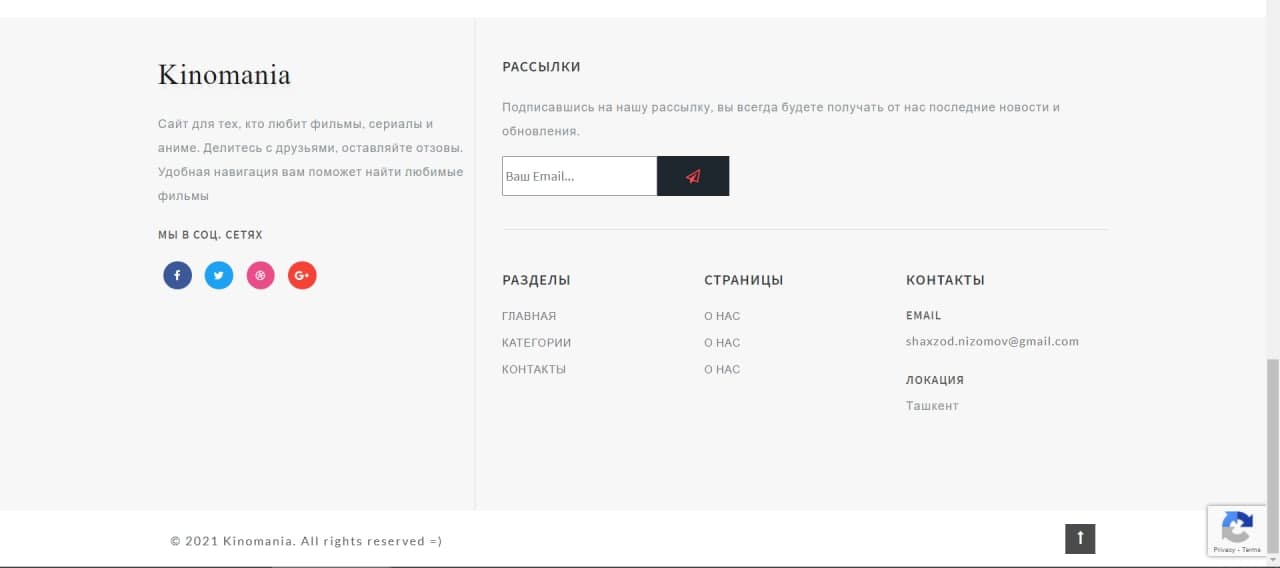 Kinomania
Сайт для тех, кто любит фильмы, сериалы и
аниме. Делитесь с друзьями, оставляйте отзовы.
Удобная навигация вам поможет найти любимые
фильмы
МЫ В СОЦ. СЕТЯХ
f
G+
РАССЫЛКИ
Подписавшись на нашу рассылку, вы всегда будете получать от нас последние новости и
обновления.
Ваш Email...
РАЗДЕЛЫ
ГЛАВНАЯ
КАТЕГОРИИ
КОНТАКТЫ
СТРАНИЦЫ
О НАС
О НАС
О НАС
КОНТАКТЫ
EMAIL
shaxzod.nizomov@gmail.com
ЛОКАЦИЯ
Ташкент
© 2021 Kinomania. All rights reserved =)
Privacy - Terms